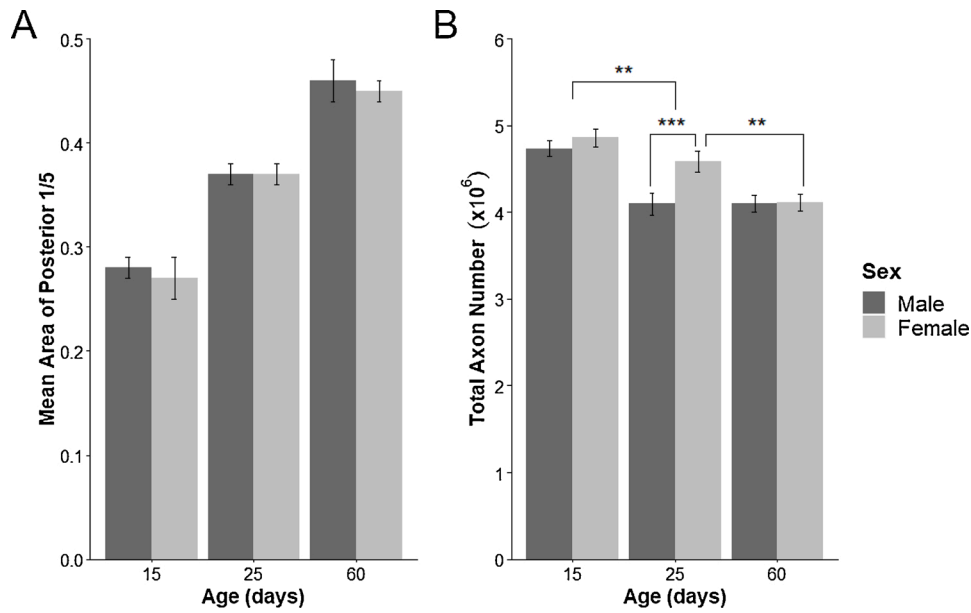 A
Mean Area of Posterior 1/5
0.5
0.4
0.3
0.2
0.1
0.0
15 25 60
Age (days)
B
Total Axon Number (x10⁶)
6
5
4
3
2
1
0
**
*** **
15 25 60
Age (days)
Sex
Male
Female